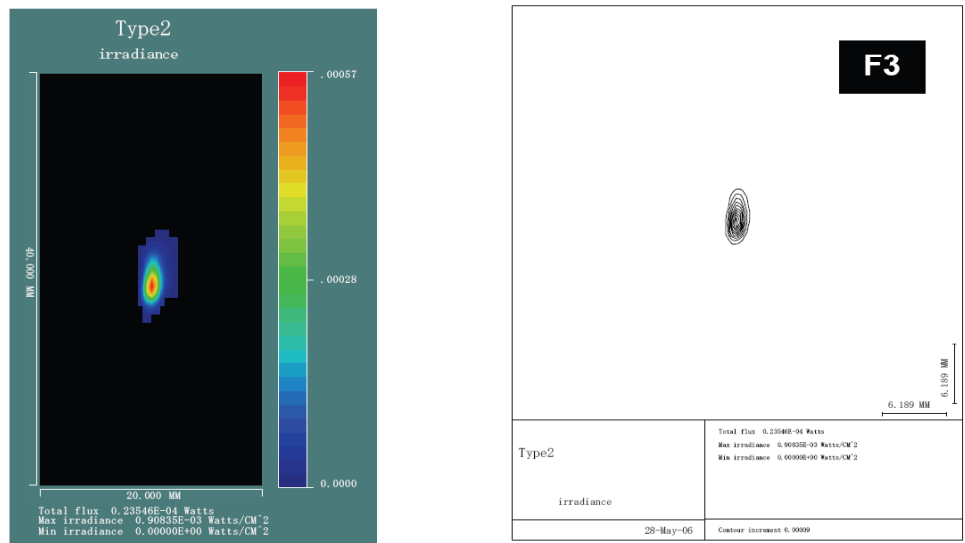 Type2
irradiance
.00057
.00028
0.0000
40.000 MM
20.000 MM
Total flux 0.23546E-04 Watts
Max irradiance 0.90835E-03 Watts/CM^2
Min irradiance 0.00000E+00 Watts/CM^2
F3
6.189 MM
6.189 MM
Type2
irradiance
28-May-06
Total flux 0.23546E-04 Watts
Max irradiance 0.90835E-03 Watts/CM^2
Min irradiance 0.00000E+00 Watts/CM^2
Contour increment 0.00009